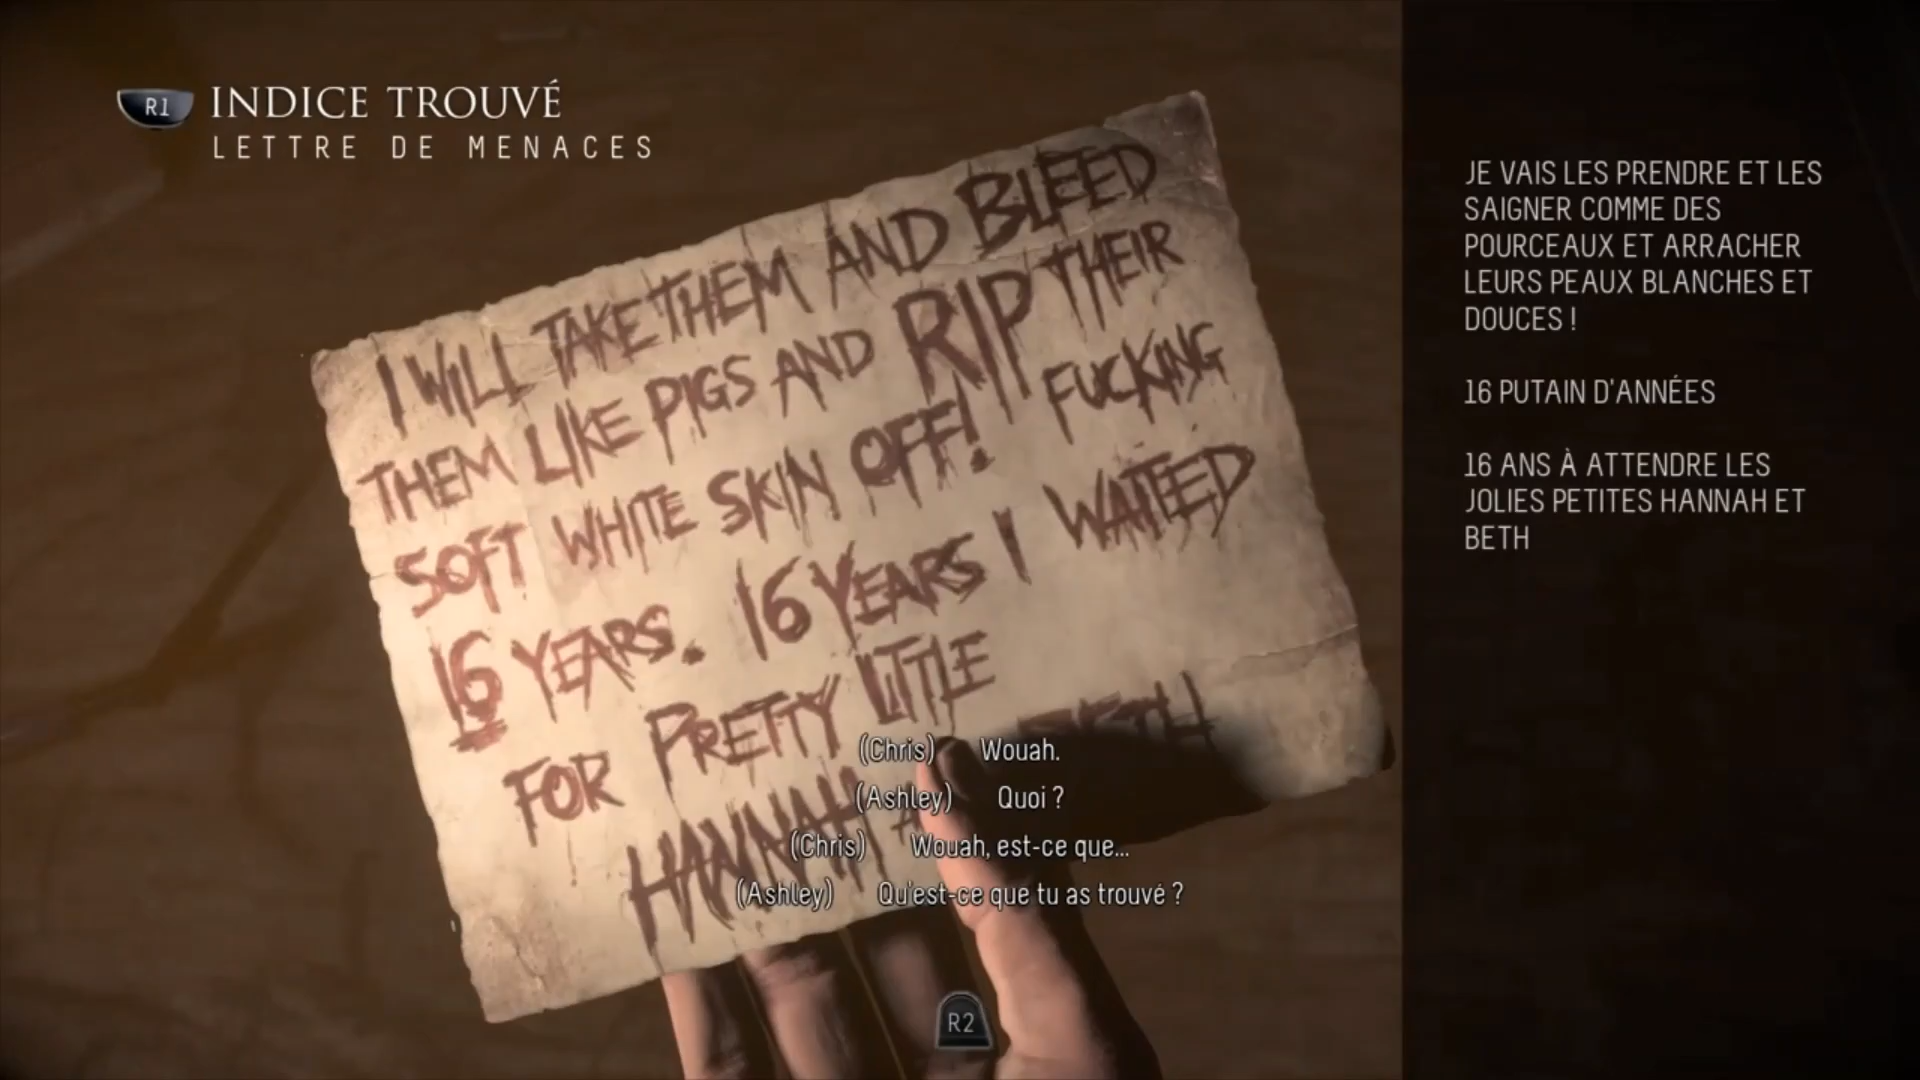 R1 INDICE TROUVÉ
LETTRE DE MENACES
I WILL TAKE THEM AND BLEED
THEM LIKE PIGS AND RIP THEIR
SOFT WHITE SKIN OFF! FUCKING
16 YEARS. 16 YEARS I WAITED
FOR PRETTY LITTLE
HANNAH A BETH
(Chris) Wouah.
(Ashley) Quoi ?
(Chris) Wouah, est-ce que...
(Ashley) Qu'est-ce que tu as trouvé ?
R2
JE VAIS LES PRENDRE ET LES
SAIGNER COMME DES
POURCEAUX ET ARRACHER
LEURS PEAUX BLANCHES ET
DOUCES !
16 PUTAIN D'ANNÉES
16 ANS À ATTENDRE LES
JOLIES PETITES HANNAH ET
BETH